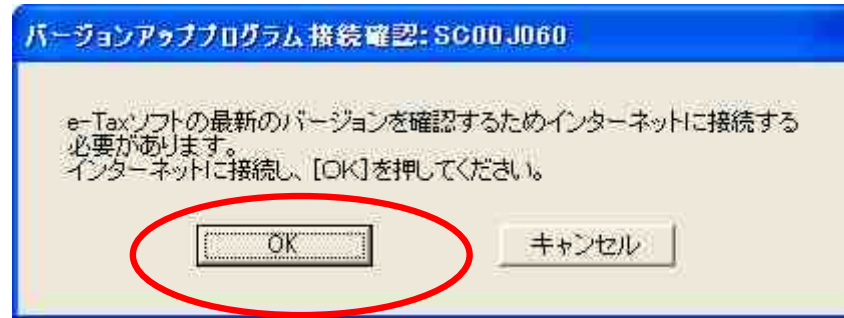 バージョンアッププログラム接続確認：SC00J060
e-Taxソフトの最新のバージョンを確認するためインターネットに接続する
必要があります。
インターネットに接続し、[OK]を押してください。
OK キャンセル